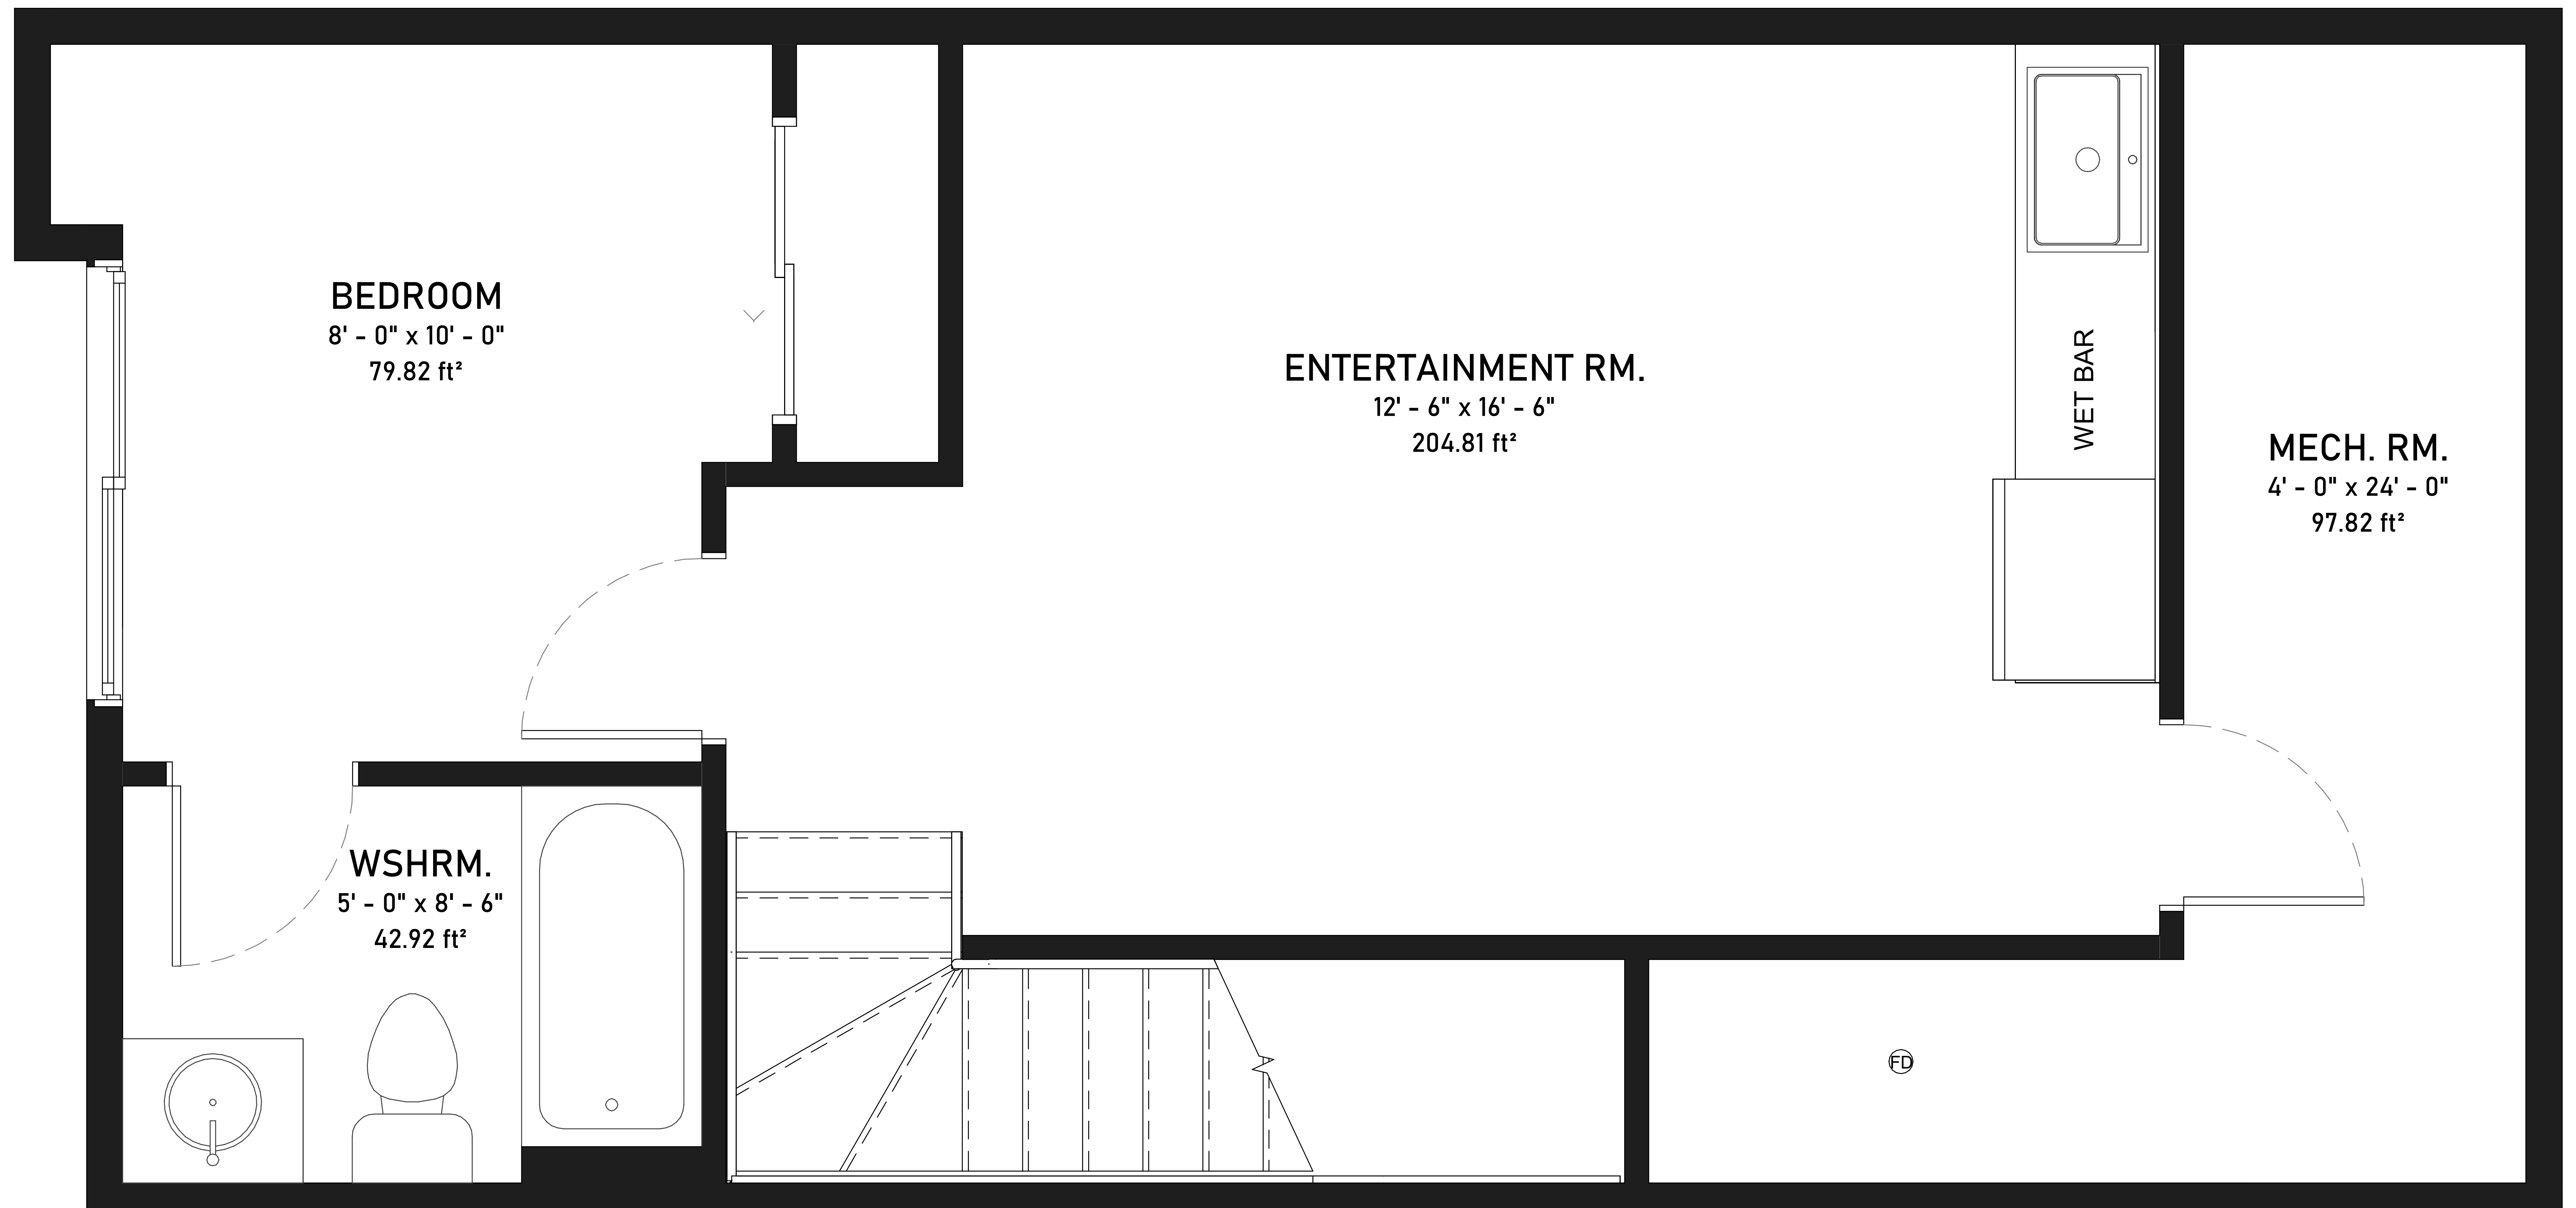 BEDROOM
8' - 0" x 10' - 0"
79.82 ft²
ENTERTAINMENT RM.
12' - 6" x 16' - 6"
204.81 ft²
WET BAR
MECH. RM.
4' - 0" x 24' - 0"
97.82 ft²
WSHRM.
5' - 0" x 8' - 6"
42.92 ft²
FD